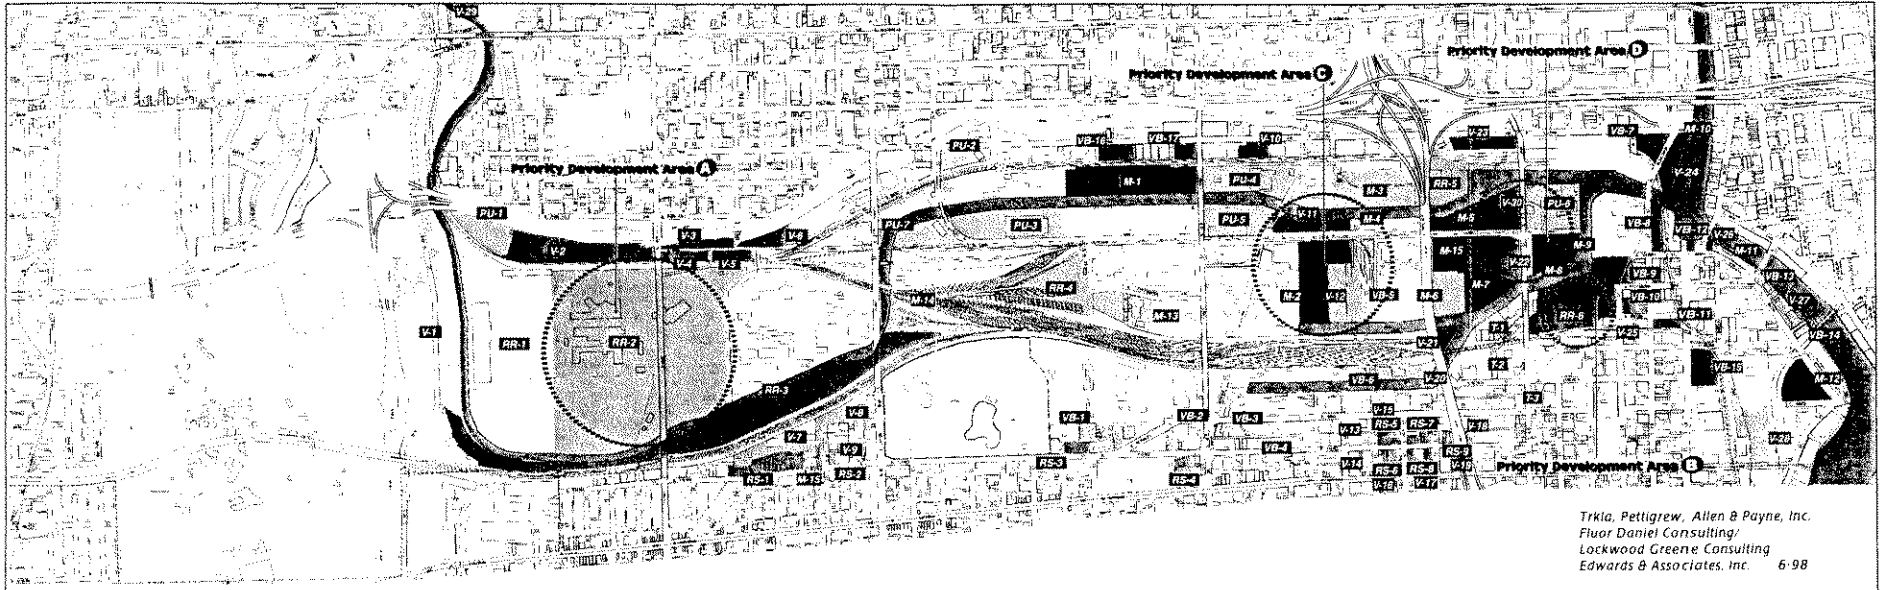 V-29
Priority Development Area D
Priority Development Area C
VB-16
VB-17
V-10
V-23
VB-7
M-10
PU-2
Priority Development Area A
M-1
PU-4
M-3
RR-5
V-24
PU-1
V-11
M-4
M-5
V-30
PU-6
PU-7
PU-3
PU-5
VB-8
VB-12
V-26
V-2
V-3
V-6
V-4
V-5
M-15
V-22
M-9
M-8
M-11
VB-9
VB-13
RR-4
M-14
M-2
V-12
VB-5
M-6
M-7
VB-10
V-27
M-13
RR-6
VB-11
V-1
RR-1
RR-2
V-21
T-1
V-25
VB-14
T-2
VB-15
RR-3
VB-6
V-20
M-12
T-3
V-8
VB-1
VB-2
VB-3
V-15
V-7
V-13
RS-5
RS-7
V-18
V-9
VB-4
V-28
RS-1
M-15
RS-2
RS-3
RS-4
V-14
RS-6
RS-8
RS-9
V-19
V-16
V-17
Priority Development Area B
Trkla, Pettigrew, Allen & Payne, Inc.
Fluor Daniel Consulting/
Lockwood Greene Consulting
Edwards & Associates, Inc. 6·98